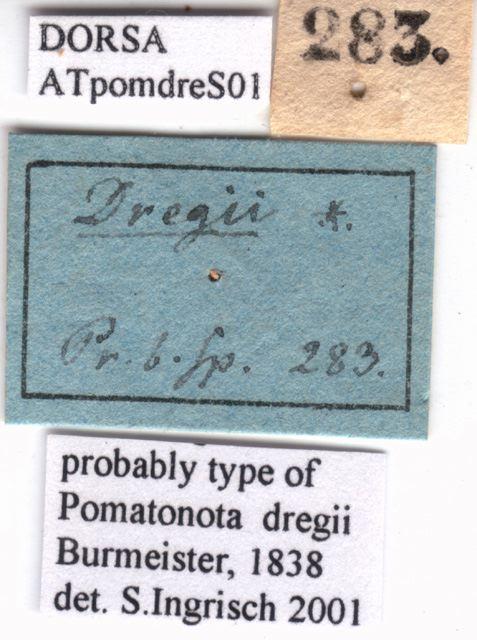 DORSA
ATpomdreS01
283.
Dregii *.
Pr. b. sp. 283.
probably type of
Pomatonota dregii
Burmeister, 1838
det. S.Ingrisch 2001